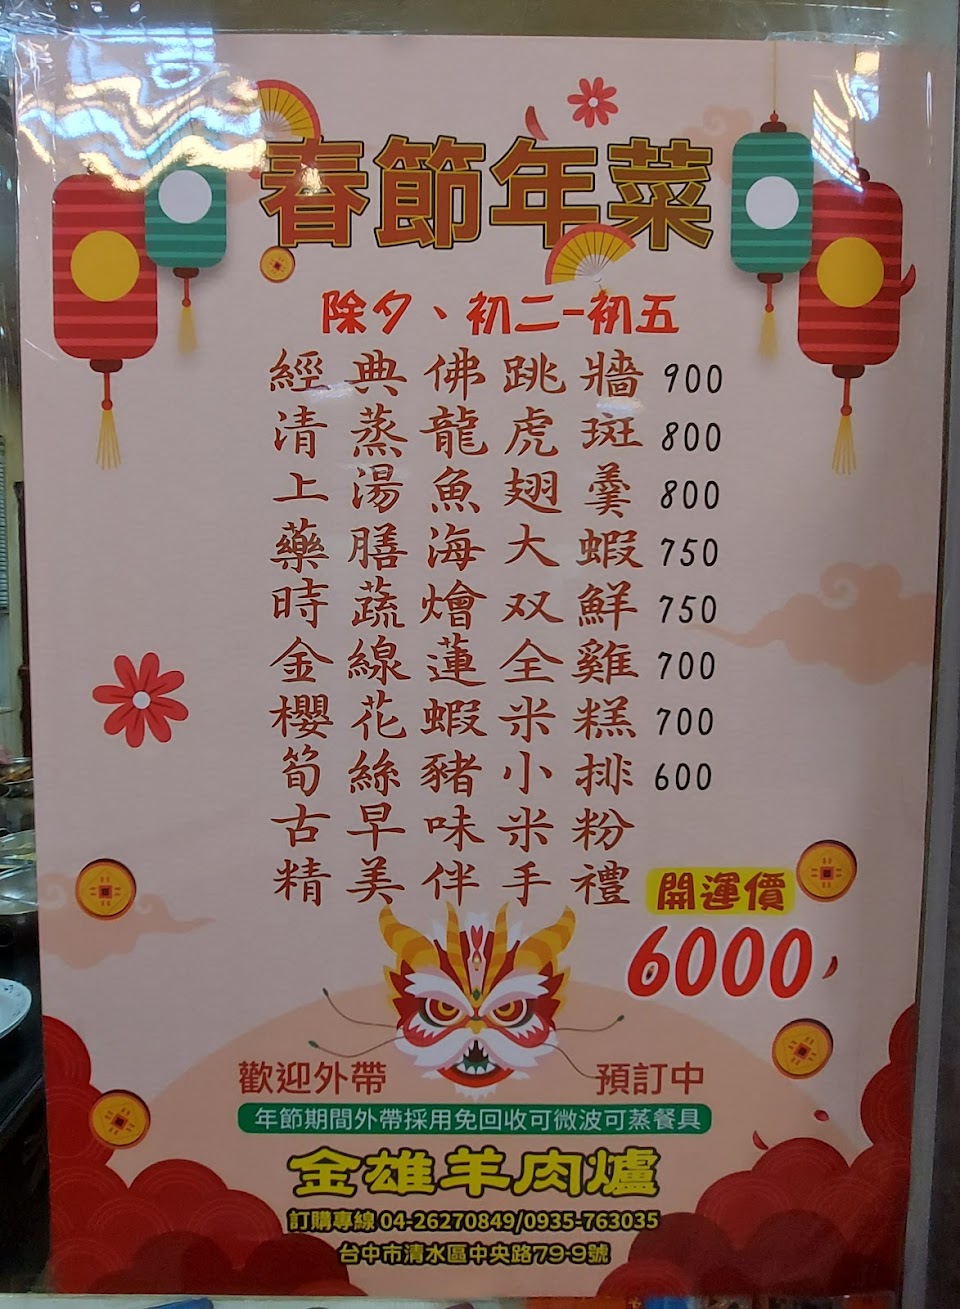 春節年菜
除夕、初二-初五
經典佛跳牆 900
清蒸龍虎斑 800
上湯魚翅羹 800
藥膳海大蝦 750
時蔬燴双鮮 750
金線蓮全雞 700
櫻花蝦米糕 700
筍絲豬小排 600
古早味米粉
精美伴手禮
開運價
6000
歡迎外帶 預訂中
年節期間外帶採用免回收可微波可蒸餐具
金雄羊肉爐
訂購專線 04-26270849/0935-763035
台中市清水區中央路79-9號